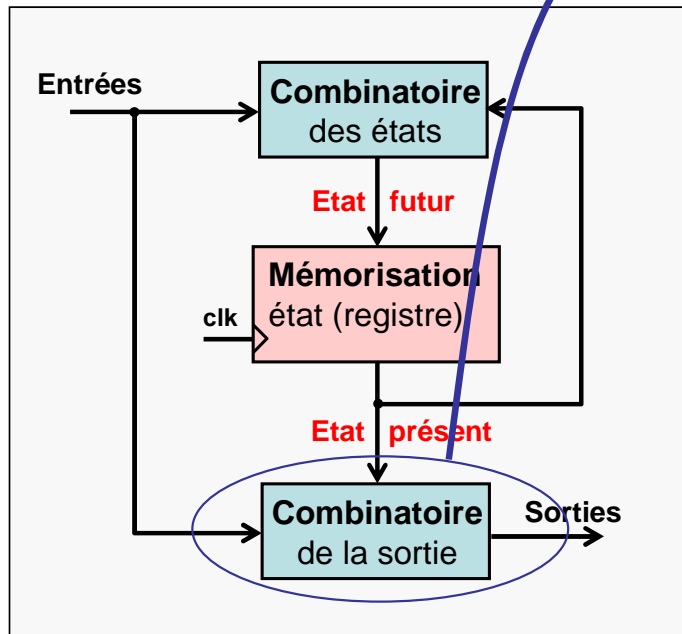 Entrées
Combinatoire
des états
Etat futur
Mémorisation
état (registre)
clk
Etat présent
Combinatoire
de la sortie
Sorties